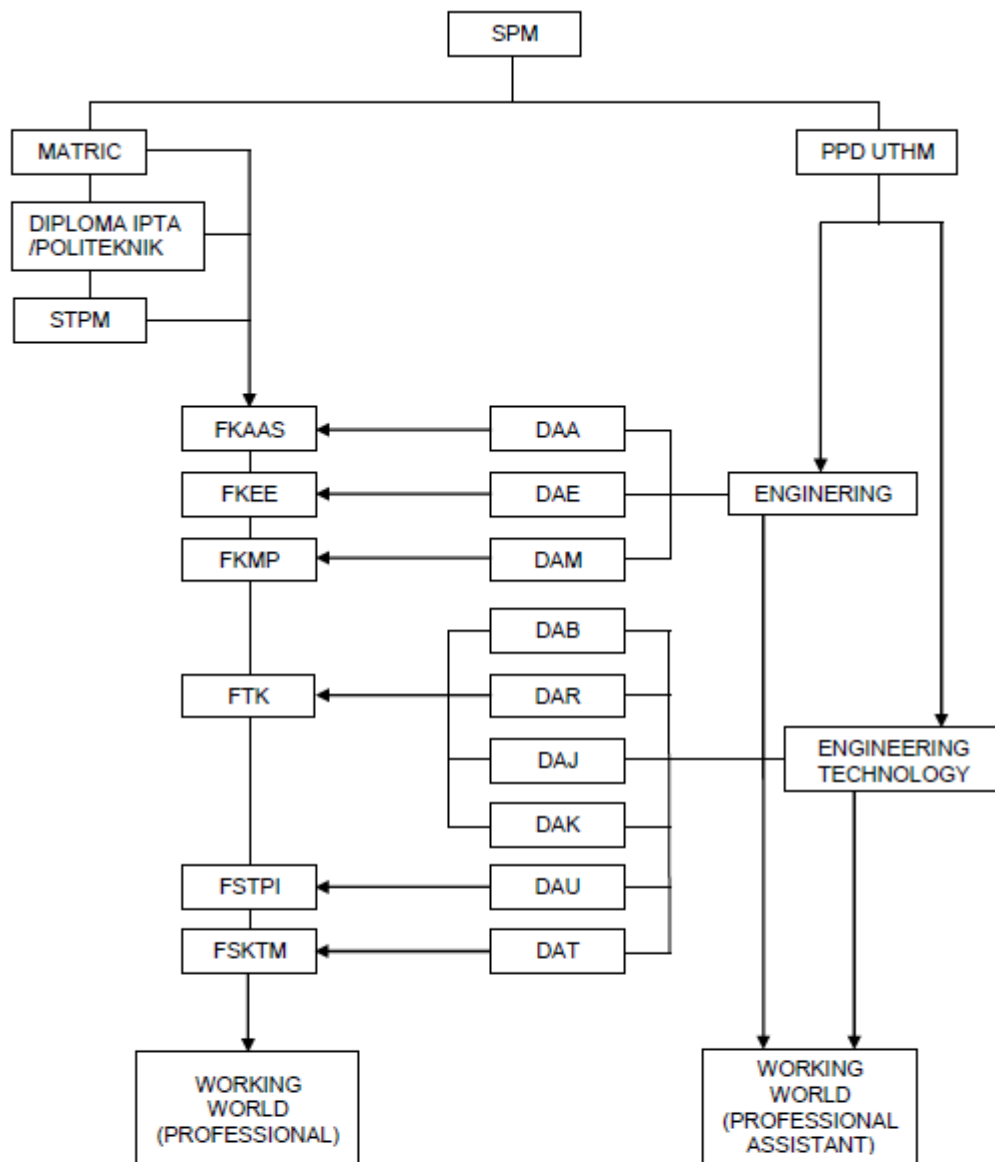 SPM
MATRIC
PPD UTHM
DIPLOMA IPTA
/POLITEKNIK
STPM
FKAAS
DAA
FKEE
DAE
ENGINERING
FKMP
DAM
DAB
FTK
DAR
DAJ
ENGINEERING
TECHNOLOGY
DAK
FSTPI
DAU
FSKTM
DAT
WORKING
WORLD
(PROFESSIONAL)
WORKING
WORLD
(PROFESSIONAL
ASSISTANT)